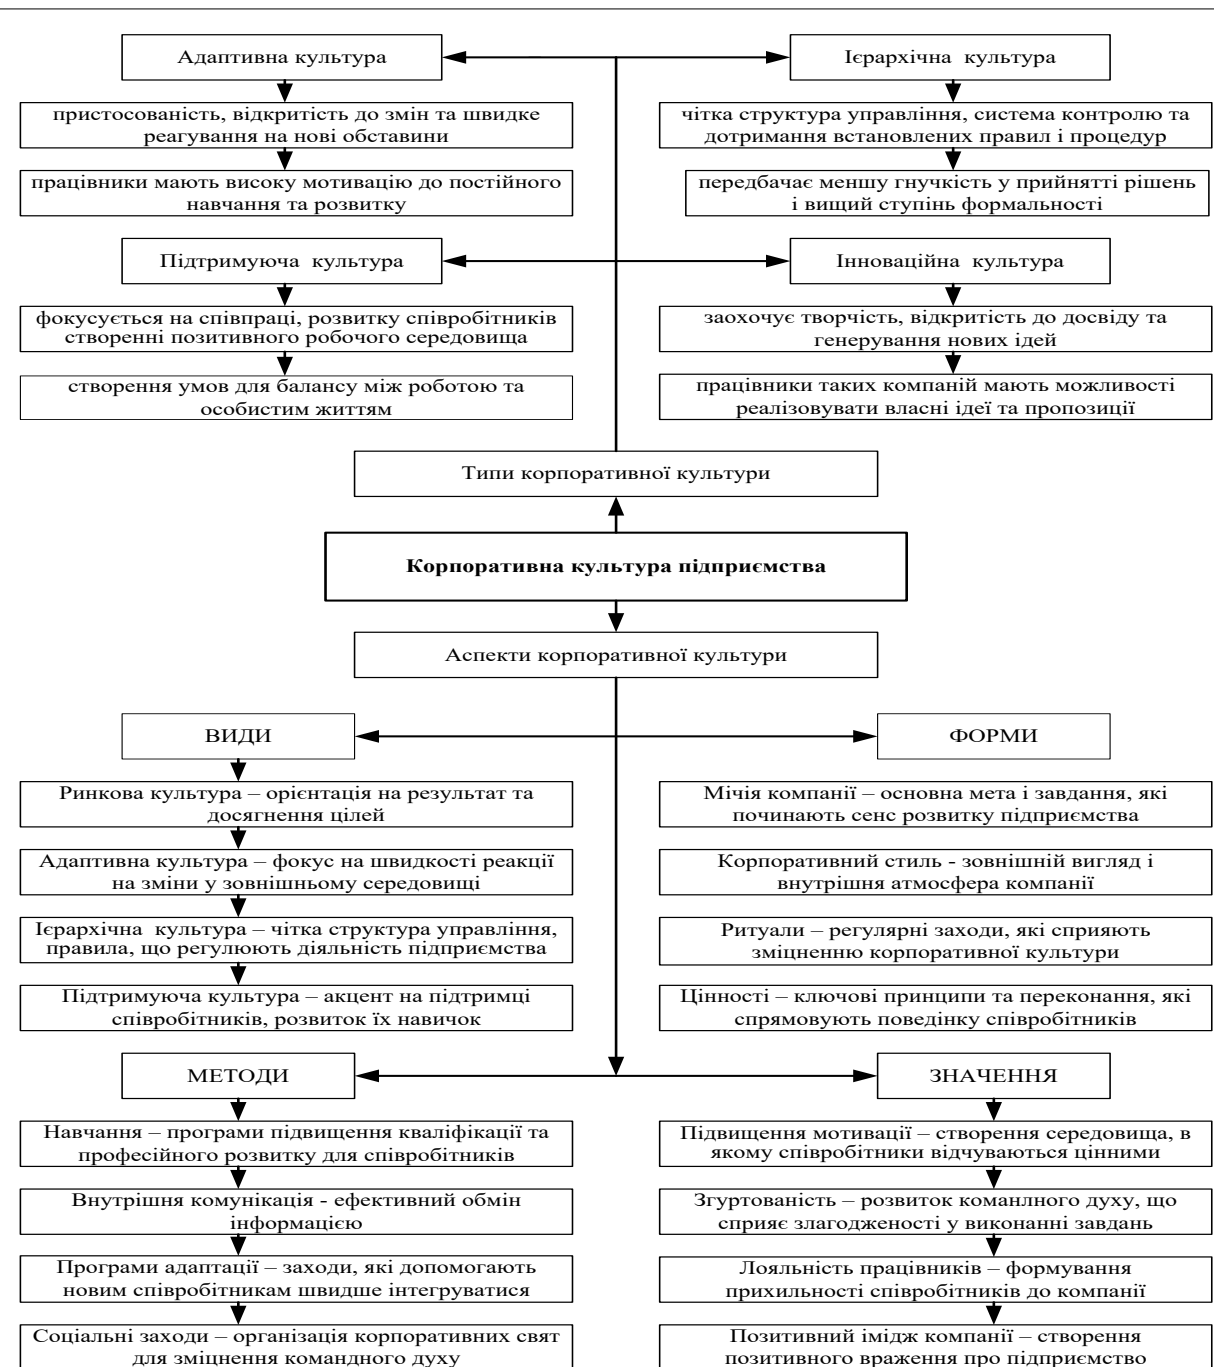 Адаптивна культура
Ієрархічна культура
пристосованість, відкритість до змін та швидке
реагування на нові обставини
чітка структура управління, система контролю та
дотримання встановлених правил і процедур
працівники мають високу мотивацію до постійного
навчання та розвитку
передбачає меншу гнучкість у прийнятті рішень
і вищий ступінь формальності
Підтримуюча культура
Інноваційна культура
фокусується на співпраці, розвитку співробітників
створенні позитивного робочого середовища
заохочує творчість, відкритість до досвіду та
генерування нових ідей
створення умов для балансу між роботою та
особистим життям
працівники таких компаній мають можливості
реалізовувати власні ідеї та пропозиції
Типи корпоративної культури
Корпоративна культура підприємства
Аспекти корпоративної культури
ВИДИ
ФОРМИ
Ринкова культура – орієнтація на результат та
досягнення цілей
Мічія компанії – основна мета і завдання, які
починають сенс розвитку підприємства
Адаптивна культура – фокус на швидкості реакції
на зміни у зовнішньому середовищі
Корпоративний стиль - зовнішній вигляд і
внутрішня атмосфера компанії
Ієрархічна культура – чітка структура управління,
правила, що регулюють діяльність підприємства
Ритуали – регулярні заходи, які сприяють
зміцненню корпоративної культури
Підтримуюча культура – акцент на підтримці
співробітників, розвиток їх навичок
Цінності – ключові принципи та переконання, які
спрямовують поведінку співробітників
МЕТОДИ
ЗНАЧЕННЯ
Навчання – програми підвищення кваліфікації та
професійного розвитку для співробітників
Підвищення мотивації – створення середовища, в
якому співробітники відчуваються цінними
Внутрішня комунікація - ефективний обмін
інформацією
Згуртованість – розвиток команлного духу, що
сприяє злагодженості у виконанні завдань
Програми адаптації – заходи, які допомогають
новим співробітникам швидше інтегруватися
Лояльність працівників – формування
прихильності співробітників до компанії
Соціальні заходи – організація корпоративних свят
для зміцнення командного духу
Позитивний імідж компанії – створення
позитивного враження про підприємство